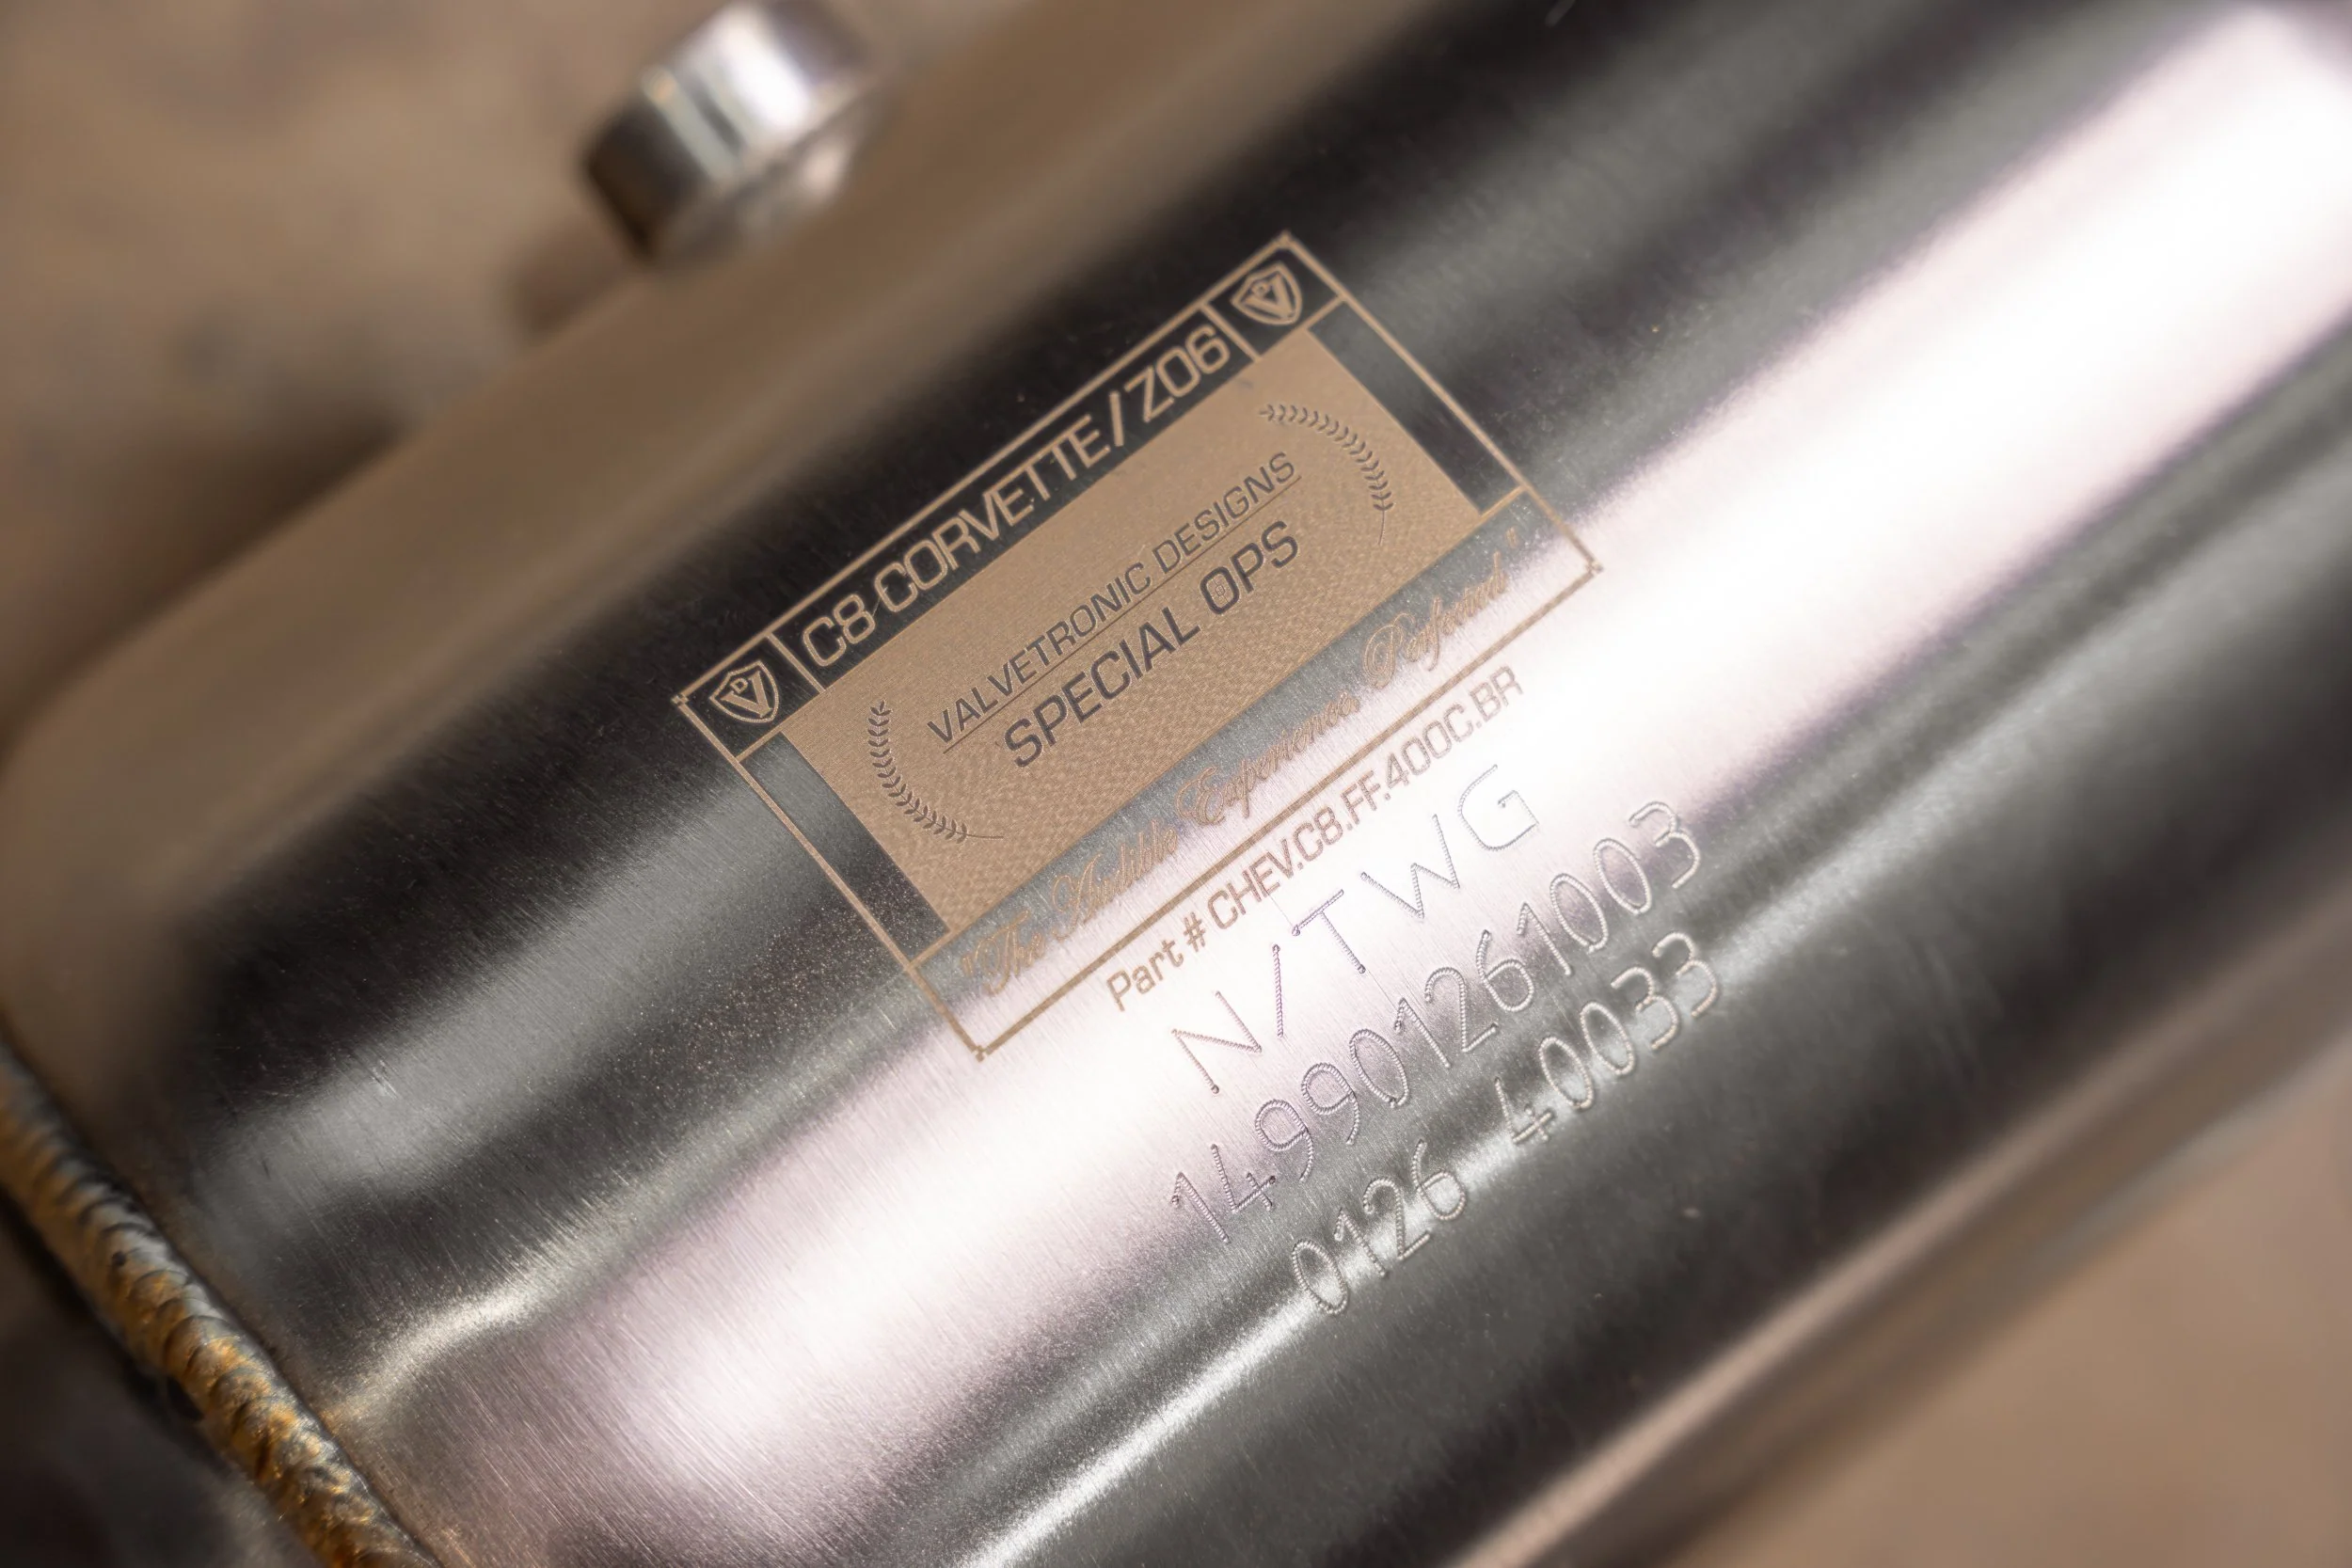 C8 CORVETTE / Z06
VALVETRONIC DESIGNS
SPECIAL OPS
"The Audible Experience, Perfected"
Part # CHEV.C8.FF.400C.BR
N/TWG
149901261003
0126 40033